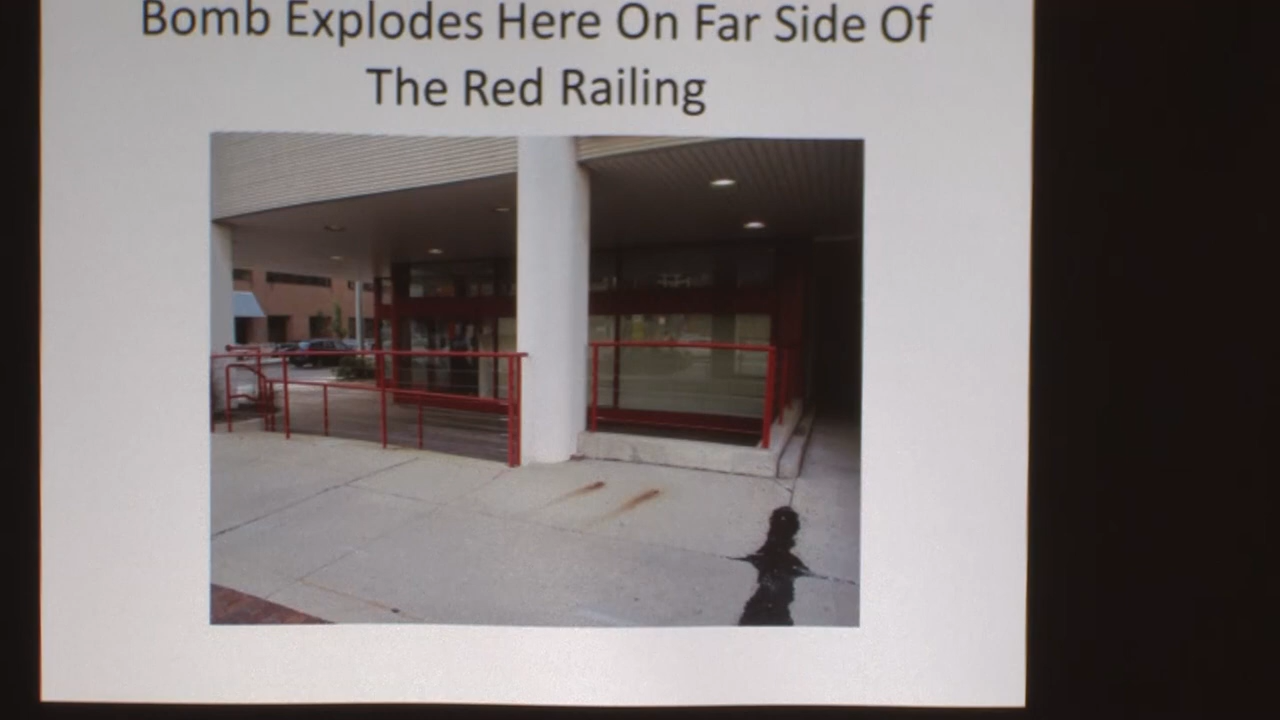 Bomb Explodes Here On Far Side Of
The Red Railing